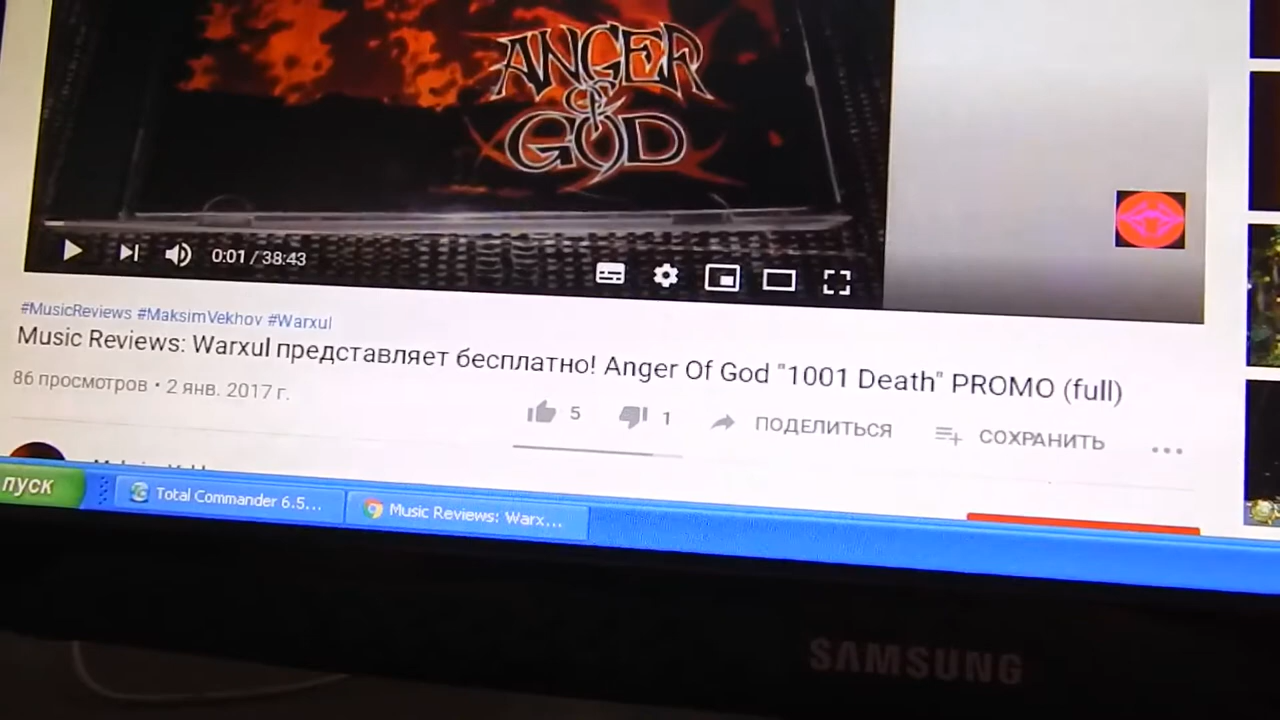 ANGER
OF
GOD
0:01 / 38:43
#MusicReviews #MaksimVekhov #Warxul
Music Reviews: Warxul представляет бесплатно! Anger Of God "1001 Death" PROMO (full)
86 просмотров • 2 янв. 2017 г.
5
1
ПОДЕЛИТЬСЯ
СОХРАНИТЬ
пуск
Total Commander 6.5...
Music Reviews: Warx...
SAMSUNG